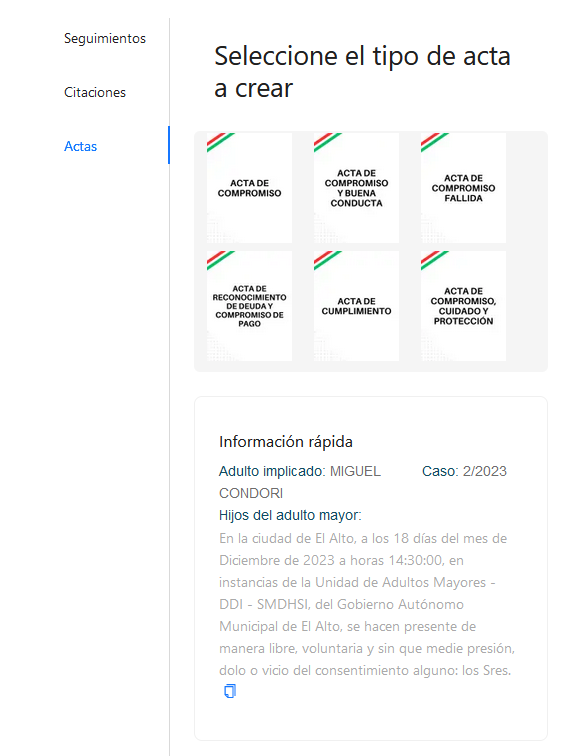 Seguimientos
Citaciones
Actas
Seleccione el tipo de acta
a crear
ACTA DE
COMPROMISO
ACTA DE
COMPROMISO
Y BUENA
CONDUCTA
ACTA DE
COMPROMISO
FALLIDA
ACTA DE
RECONOCIMIENTO
DE DEUDA Y
COMPROMISO DE
PAGO
ACTA DE
CUMPLIMIENTO
ACTA DE
COMPROMISO,
CUIDADO Y
PROTECCIÓN
Información rápida
Adulto implicado: MIGUEL
CONDORI
Caso: 2/2023
Hijos del adulto mayor:
En la ciudad de El Alto, a los 18 días del mes de
Diciembre de 2023 a horas 14:30:00, en
instancias de la Unidad de Adultos Mayores -
DDI - SMDHSI, del Gobierno Autónomo
Municipal de El Alto, se hacen presente de
manera libre, voluntaria y sin que medie presión,
dolo o vicio del consentimiento alguno: los Sres.